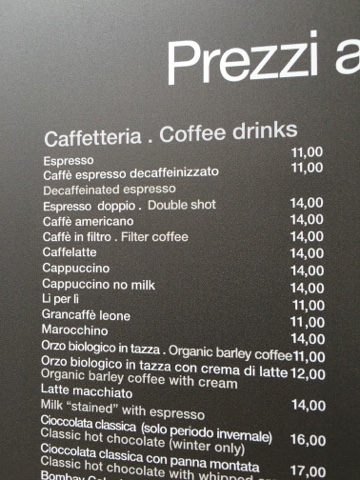 Prezzi a
Caffetteria . Coffee drinks
Espresso 11,00
Caffè espresso decaffeinizzato 11,00
Decaffeinated espresso
Espresso doppio . Double shot 14,00
Caffè americano 14,00
Caffè in filtro . Filter coffee 14,00
Caffelatte 14,00
Cappuccino 14,00
Cappuccino no milk 14,00
Lì per lì 11,00
Grancaffè leone 11,00
Marocchino 14,00
Orzo biologico in tazza . Organic barley coffee 11,00
Orzo biologico in tazza con crema di latte 12,00
Organic barley coffee with cream
Latte macchiato 14,00
Milk “stained” with espresso
Cioccolata classica (solo periodo invernale) 16,00
Classic hot chocolate (winter only)
Cioccolata classica con panna montata 17,00
Classic hot chocolate with whipped
Bombay